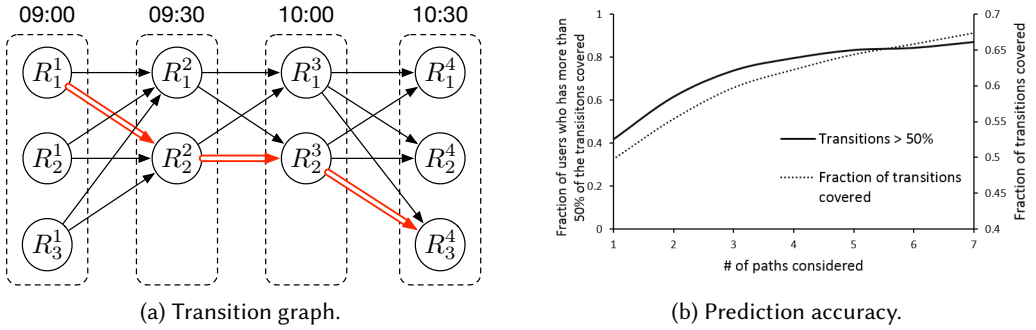 09:00 09:30 10:00 10:30
R_1^1 R_1^2 R_1^3 R_1^4
R_2^1 R_2^2 R_2^3 R_2^4
R_3^1 R_3^4
(a) Transition graph.
Fraction of users who has more than
50% of the transisitons covered
1
0.8
0.6
0.4
0.2
0
Transitions > 50%
Fraction of transitions
covered
0.7
0.65
0.6
0.55
0.5
0.45
0.4
Fraction of transitions covered
1 2 3 4 5 6 7
# of paths considered
(b) Prediction accuracy.